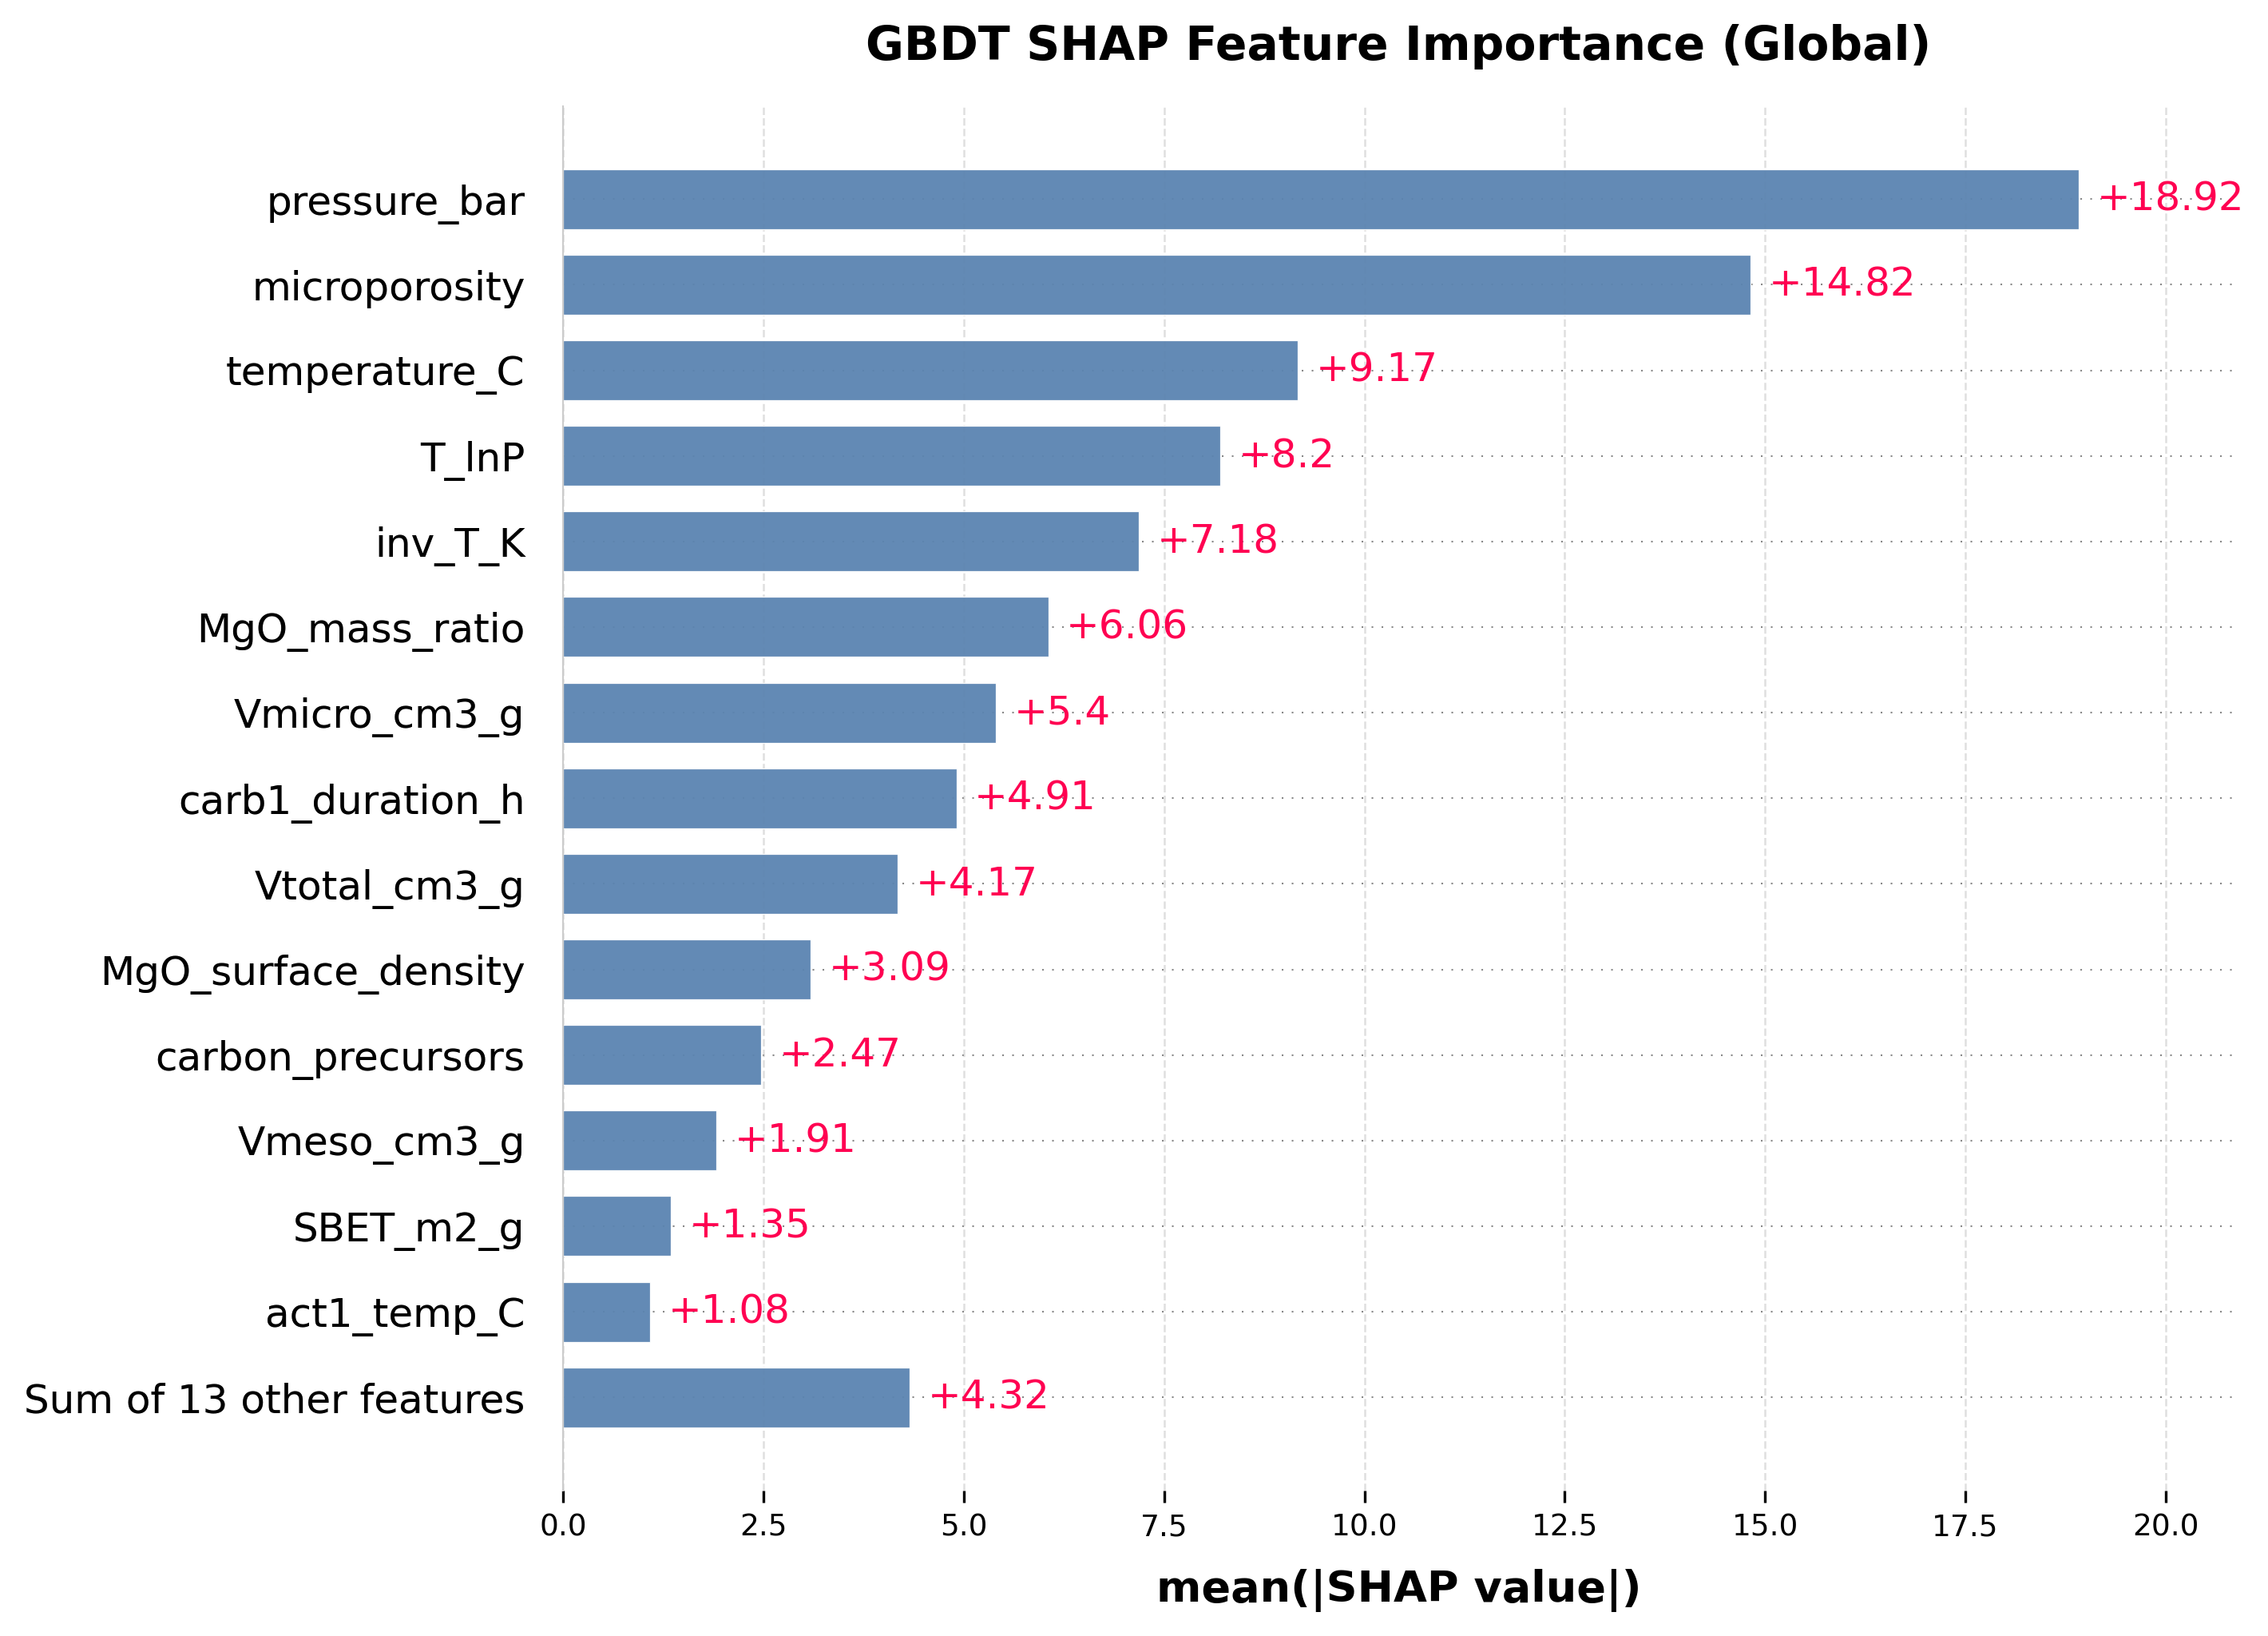 GBDT SHAP Feature Importance (Global)
pressure_bar +18.92
microporosity +14.82
temperature_C +9.17
T_lnP +8.2
inv_T_K +7.18
MgO_mass_ratio +6.06
Vmicro_cm3_g +5.4
carb1_duration_h +4.91
Vtotal_cm3_g +4.17
MgO_surface_density +3.09
carbon_precursors +2.47
Vmeso_cm3_g +1.91
SBET_m2_g +1.35
act1_temp_C +1.08
Sum of 13 other features +4.32
0.0 2.5 5.0 7.5 10.0 12.5 15.0 17.5 20.0
mean(|SHAP value|)